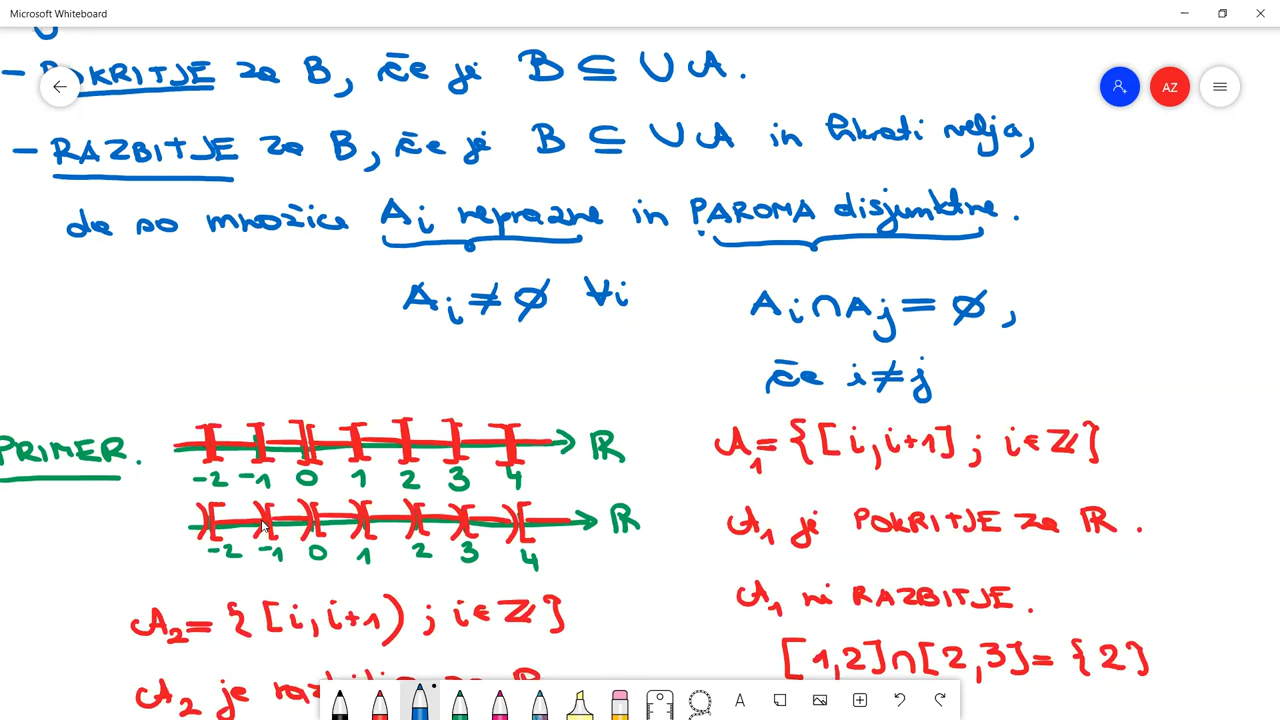 Microsoft Whiteboard
- POKRITJE za B, če je B ⊆ ∪𝒜.
AZ
- RAZBITJE za B, če je B ⊆ ∪𝒜 in hkrati velja,
da so množice Aᵢ neprazne in PAROMA disjunktne.
Aᵢ ≠ ∅ ∀i
Aᵢ ∩ Aⱼ = ∅,
če i ≠ j
PRIMER.
ℝ
-2 -1 0 1 2 3 4
𝒜₁ = {[i, i+1] ; i ∈ ℤ}
ℝ
-2 -1 0 1 2 3 4
𝒜₁ je POKRITJE za ℝ.
𝒜₁ ni RAZBITJE.
𝒜₂ = {[i, i+1) ; i ∈ ℤ}
[1,2] ∩ [2,3] = {2}
𝒜₂ je